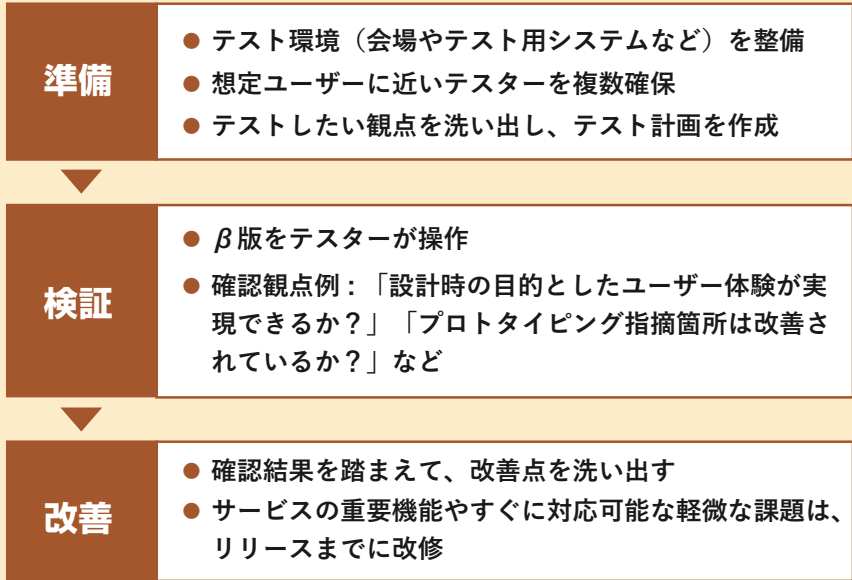 準備
● テスト環境（会場やテスト用システムなど）を整備
● 想定ユーザーに近いテスターを複数確保
● テストしたい観点を洗い出し、テスト計画を作成
検証
● β版をテスターが操作
● 確認観点例：「設計時の目的としたユーザー体験が実
現できるか？」「プロトタイピング指摘箇所は改善さ
れているか？」など
改善
● 確認結果を踏まえて、改善点を洗い出す
● サービスの重要機能やすぐに対応可能な軽微な課題は、
リリースまでに改修